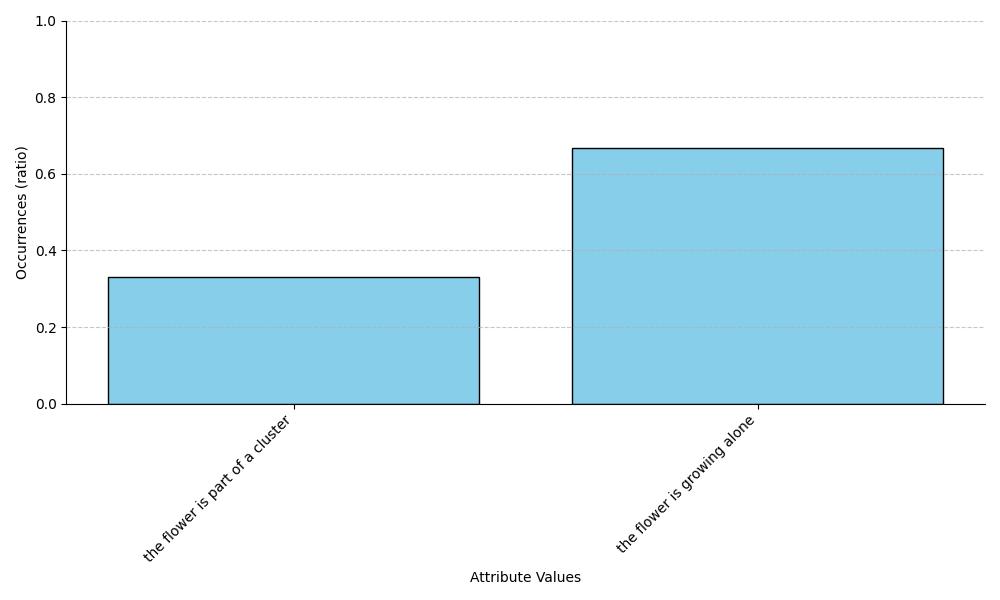 1.0
0.8
0.6
0.4
0.2
0.0
Occurrences (ratio)
the flower is part of a cluster
the flower is growing alone
Attribute Values